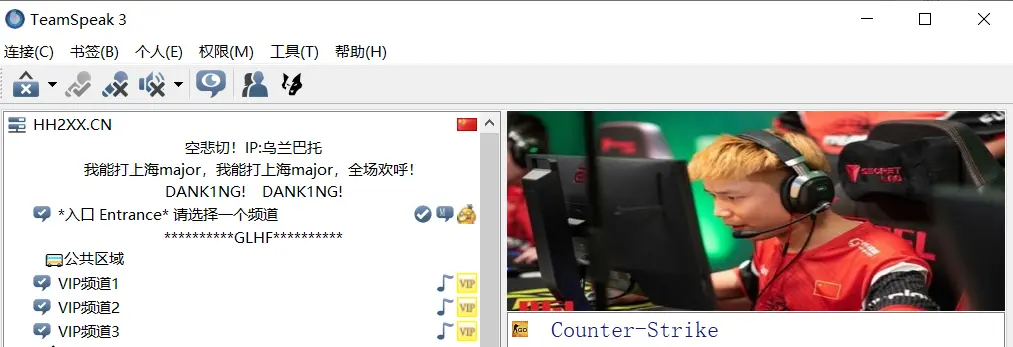 TeamSpeak 3
连接(C) 书签(B) 个人(E) 权限(M) 工具(T) 帮助(H)
HH2XX.CN
空悲切！IP:乌兰巴托
我能打上海major，我能打上海major，全场欢呼！
DANK1NG! DANK1NG!
*入口 Entrance* 请选择一个频道
**********GLHF**********
公共区域
VIP频道1
VIP
VIP频道2
VIP
VIP频道3
VIP
SECRET
LAB
GO
Counter-Strike